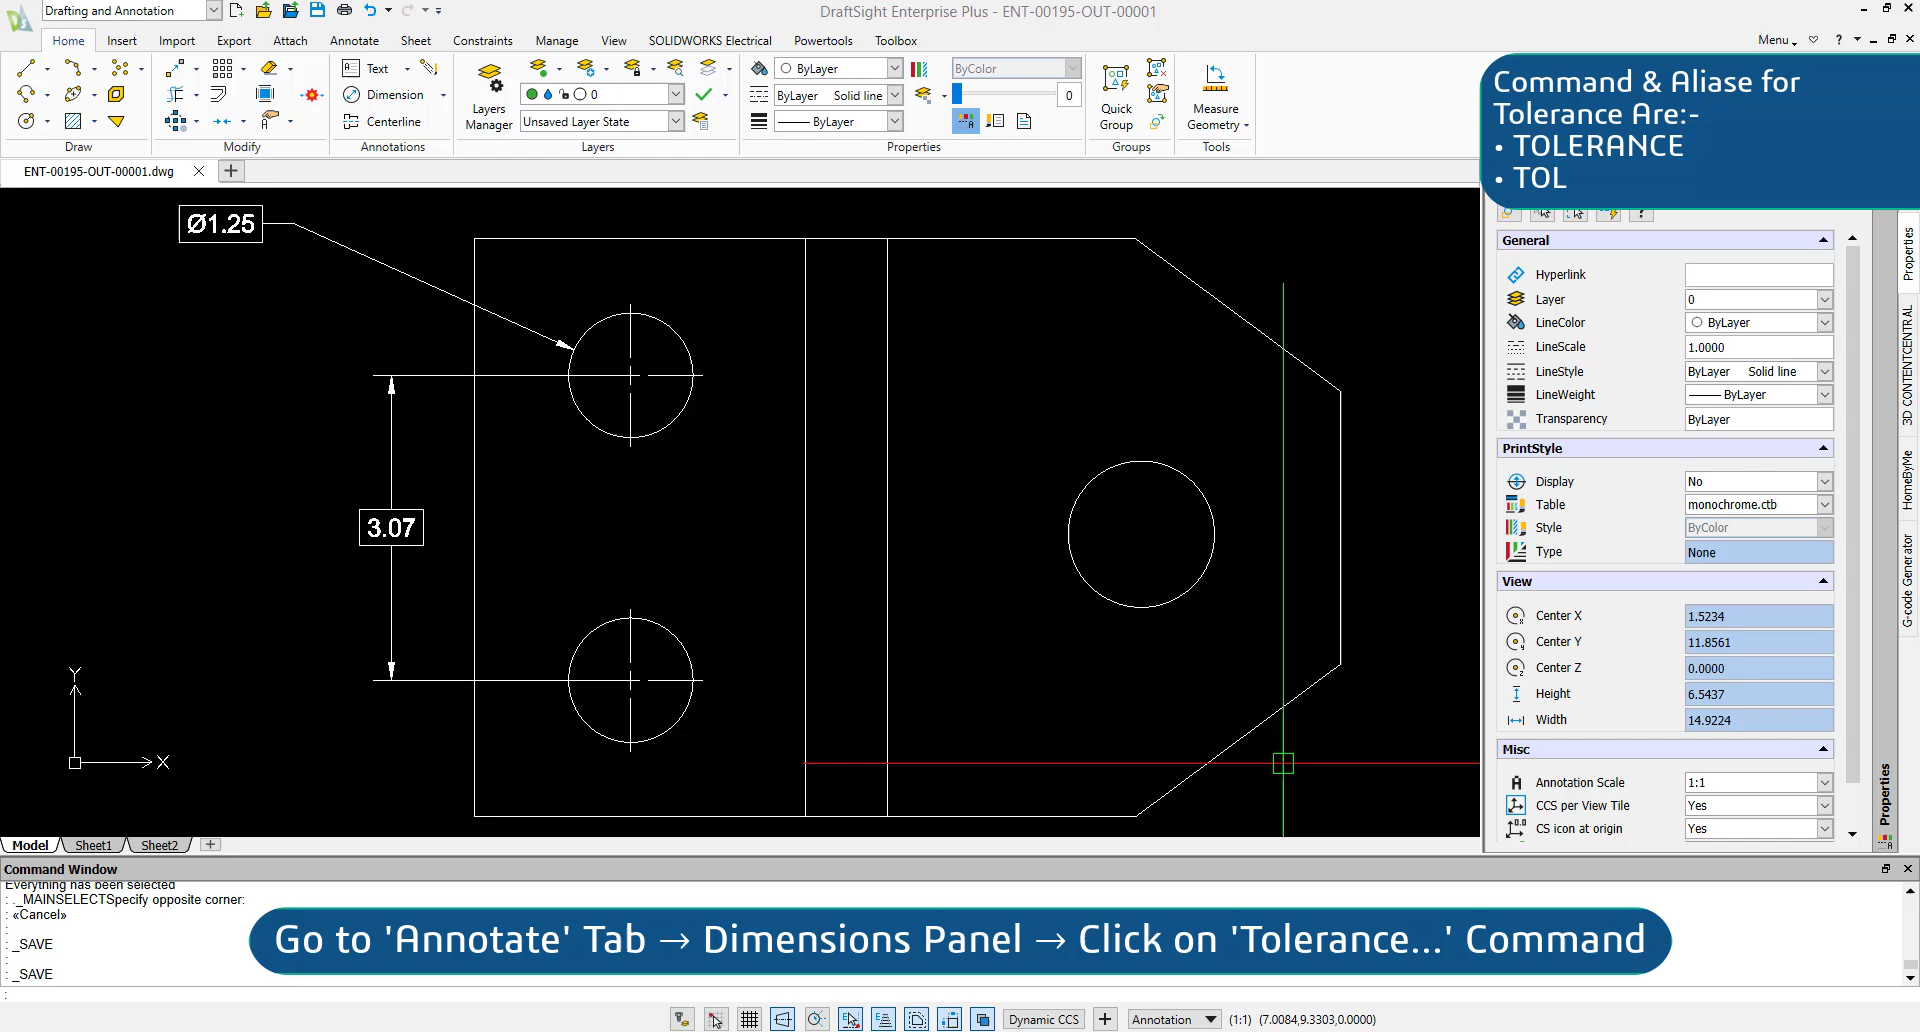 Drafting and Annotation
DraftSight Enterprise Plus - ENT-00195-OUT-00001
Home Insert Import Export Attach Annotate Sheet Constraints Manage View SOLIDWORKS Electrical Powertools Toolbox
Menu ?
Text
Dimension
Centerline
Layers
Manager
0
Unsaved Layer State
ByLayer
ByLayer Solid line
ByLayer
ByColor
0
Quick
Group
Measure
Geometry
Draw Modify Annotations Layers Properties Groups Tools
Command & Aliase for
Tolerance Are:-
• TOLERANCE
• TOL
ENT-00195-OUT-00001.dwg
Ø1.25
3.07
Y
X
General
Hyperlink
Layer 0
LineColor ByLayer
LineScale 1.0000
LineStyle ByLayer Solid line
LineWeight ByLayer
Transparency ByLayer
PrintStyle
Display No
Table monochrome.ctb
Style ByColor
Type None
View
Center X 1.5234
Center Y 11.8561
Center Z 0.0000
Height 6.5437
Width 14.9224
Misc
Annotation Scale 1:1
CCS per View Tile Yes
CS icon at origin Yes
Properties
3D CONTENTCENTRAL
HomeByMe
G-code Generator
Properties
Model Sheet1 Sheet2
Command Window
Everything has been selected
: ._MAINSELECTSpecify opposite corner:
: «Cancel»
:
: _SAVE
:
: _SAVE
:
Go to 'Annotate' Tab → Dimensions Panel → Click on 'Tolerance...' Command
Dynamic CCS Annotation (1:1) (7.0084,9.3303,0.0000)